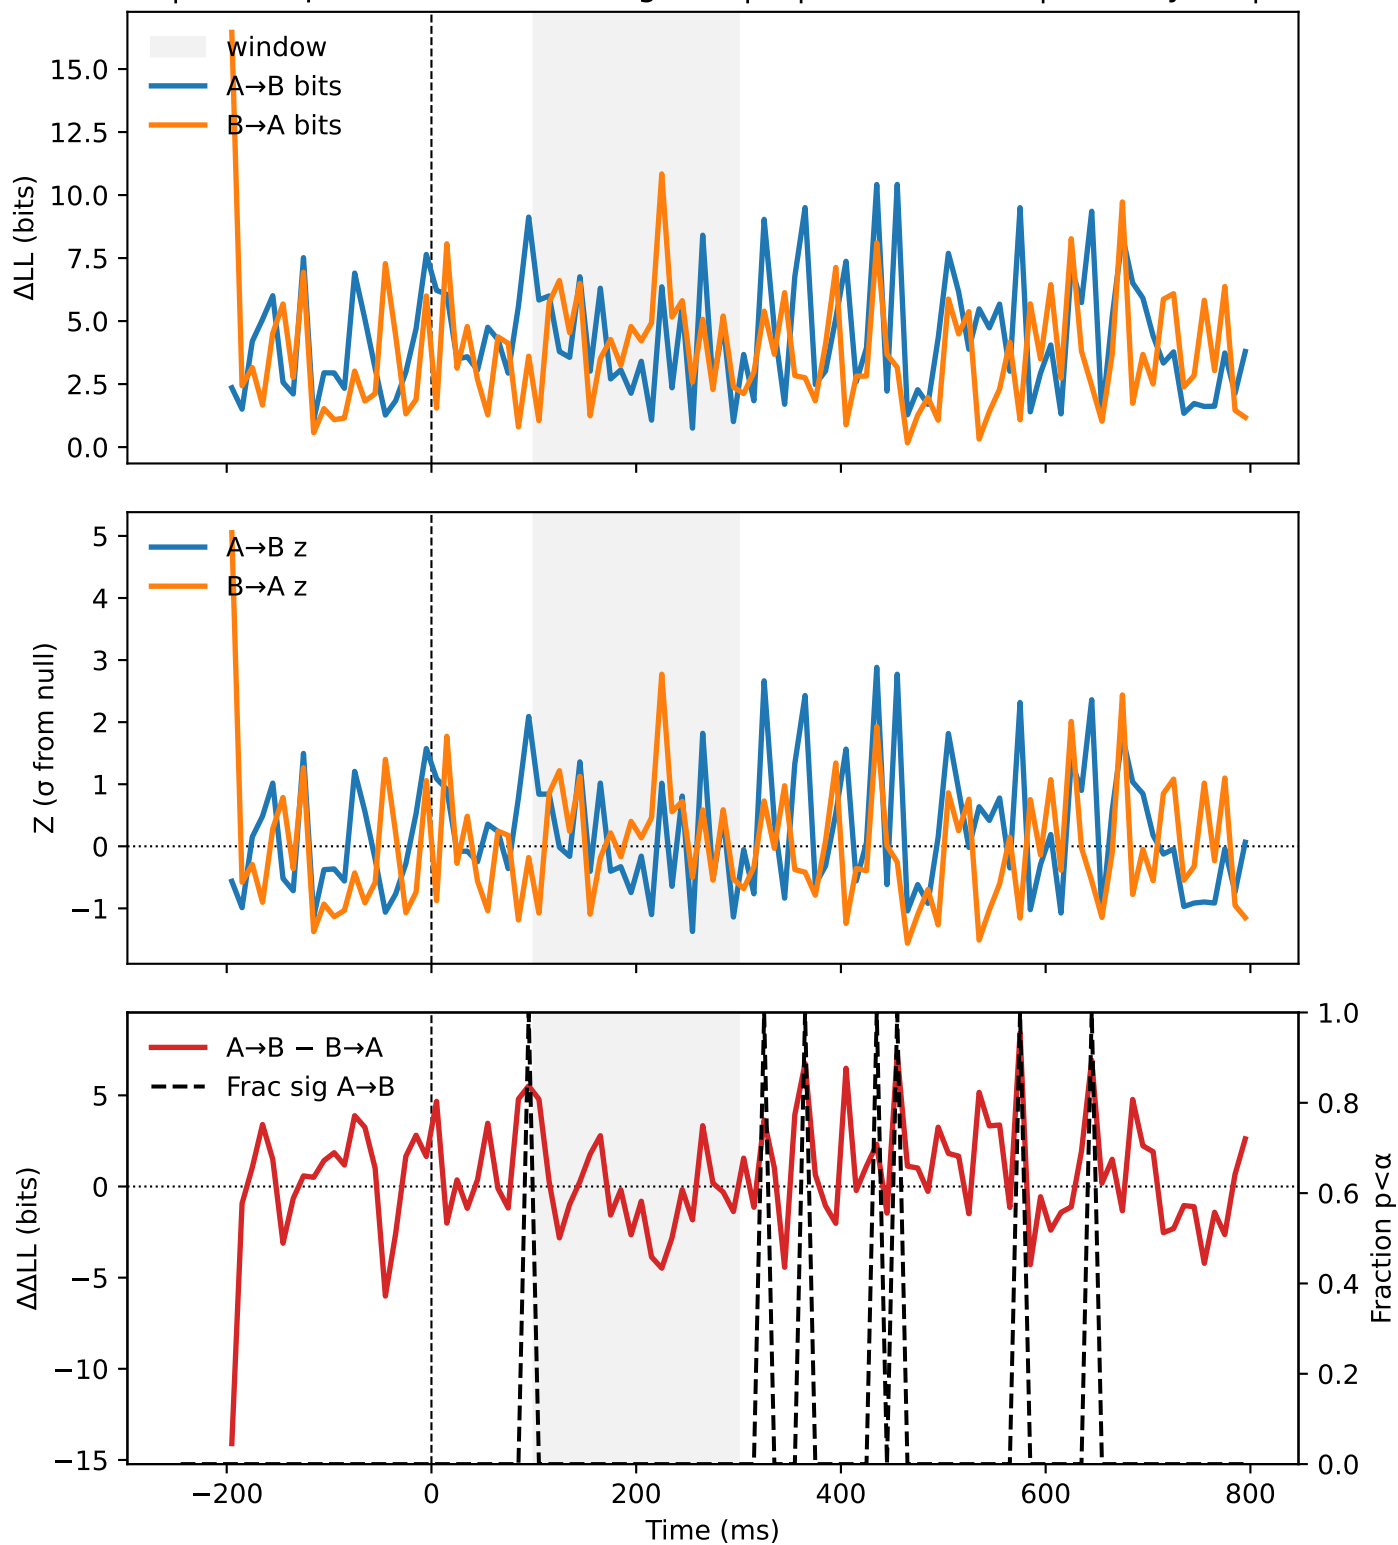 window
A→B bits
B→A bits
ΔLL (bits)
15.0
12.5
10.0
7.5
5.0
2.5
0.0
A→B z
B→A z
Z (σ from null)
5
4
3
2
1
0
−1
A→B − B→A
Frac sig A→B
ΔΔLL (bits)
5
0
−5
−10
−15
1.0
0.8
0.6
0.4
0.2
0.0
Fraction p<α
−200
0
200
400
600
800
Time (ms)